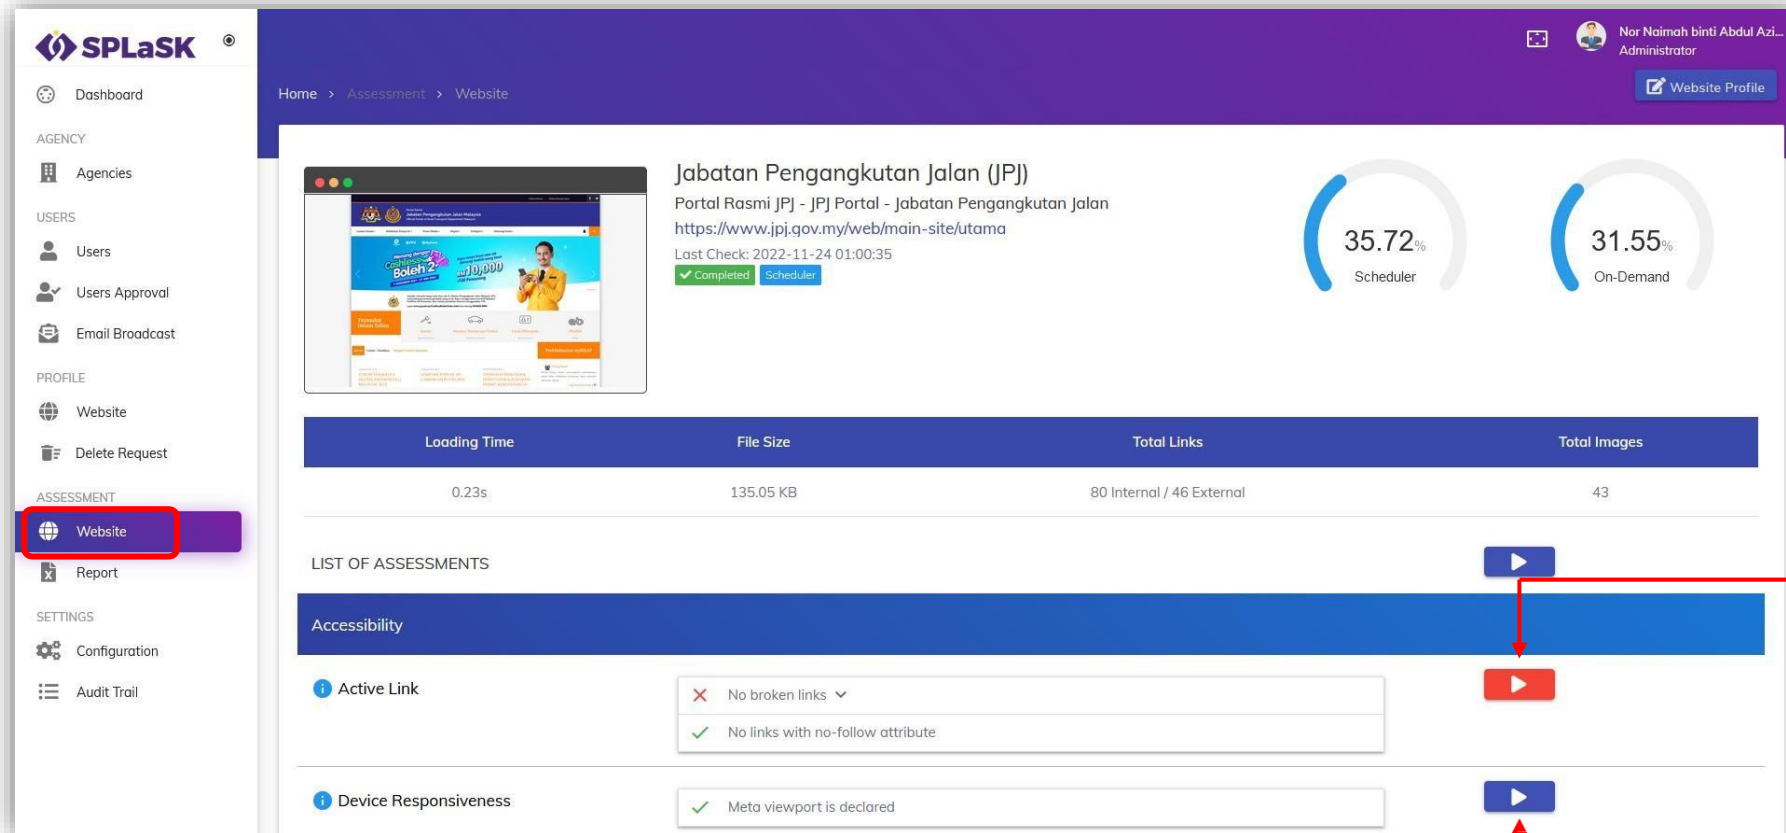 SPLaSK
Nor Naimah binti Abdul Azi...
Administrator
Website Profile
Home > Assessment > Website
Dashboard
AGENCY
Agencies
USERS
Users
Users Approval
Email Broadcast
PROFILE
Website
Delete Request
ASSESSMENT
Website
Report
SETTINGS
Configuration
Audit Trail
Cashless
Boleh 2
RM10,000
Jabatan Pengangkutan Jalan (JPJ)
Portal Rasmi JPJ - JPJ Portal - Jabatan Pengangkutan Jalan
https://www.jpj.gov.my/web/main-site/utama
Last Check: 2022-11-24 01:00:35
Completed Scheduler
35.72%
Scheduler
31.55%
On-Demand
Loading Time File Size Total Links Total Images
0.23s 135.05 KB 80 Internal / 46 External 43
LIST OF ASSESSMENTS
Accessibility
Active Link
No broken links
No links with no-follow attribute
Device Responsiveness
Meta viewport is declared